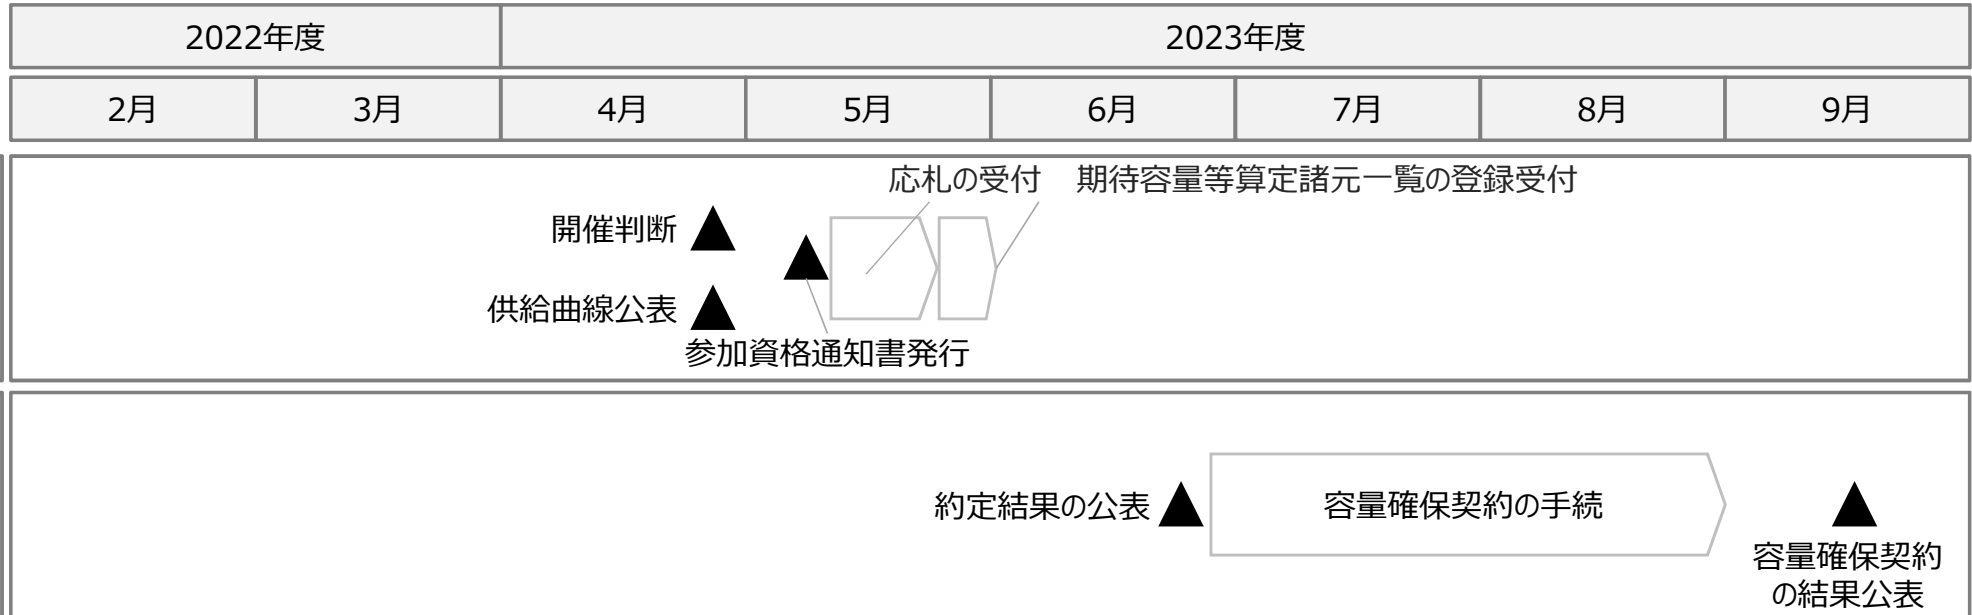 2022年度
2023年度
2月
3月
4月
5月
6月
7月
8月
9月
応札の受付
期待容量等算定諸元一覧の登録受付
開催判断
供給曲線公表
参加資格通知書発行
約定結果の公表
容量確保契約の手続
容量確保契約
の結果公表